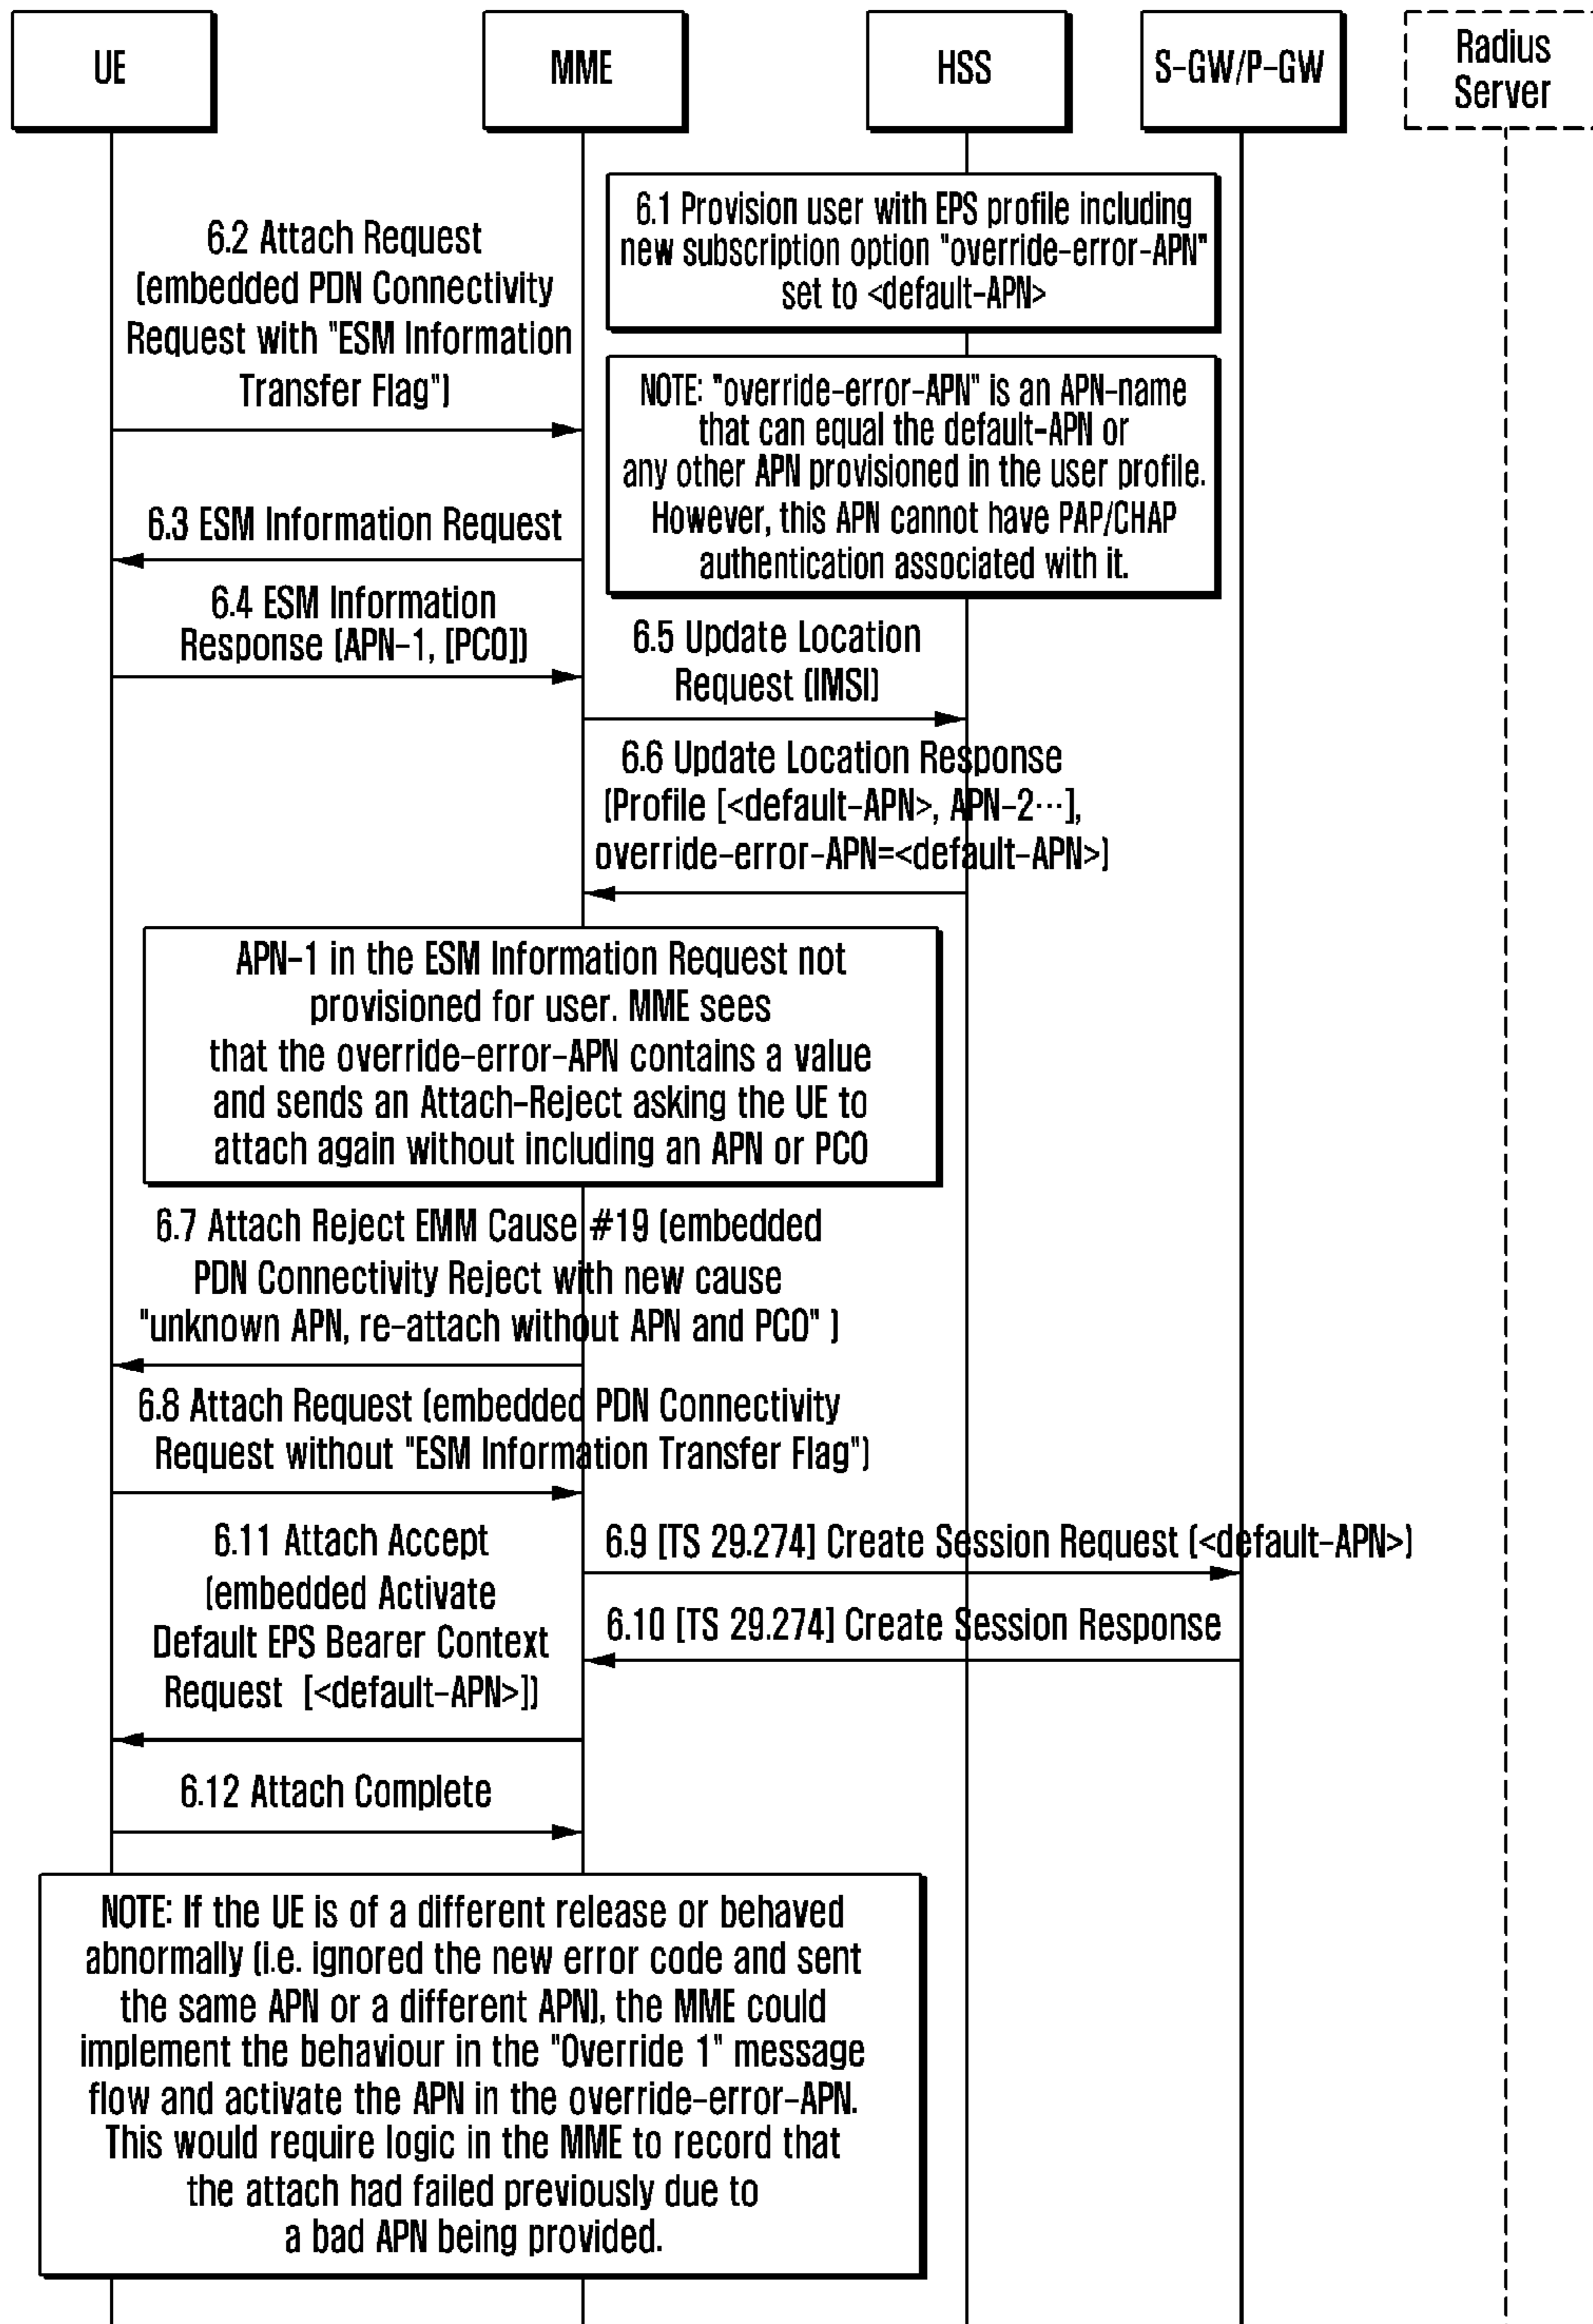 UE
MME
HSS
S-GW/P-GW
Radius
Server
6.1 Provision user with EPS profile including
new subscription option "override-error-APN"
set to <default-APN>
6.2 Attach Request
(embedded PDN Connectivity
Request with "ESM Information
Transfer Flag")
NOTE: "override-error-APN" is an APN-name
that can equal the default-APN or
any other APN provisioned in the user profile.
However, this APN cannot have PAP/CHAP
authentication associated with it.
6.3 ESM Information Request
6.4 ESM Information
Response (APN-1, [PCO])
6.5 Update Location
Request (IMSI)
6.6 Update Location Response
(Profile [<default-APN>, APN-2···],
override-error-APN=<default-APN>)
APN-1 in the ESM Information Request not
provisioned for user. MME sees
that the override-error-APN contains a value
and sends an Attach-Reject asking the UE to
attach again without including an APN or PCO
6.7 Attach Reject EMM Cause #19 (embedded
PDN Connectivity Reject with new cause
"unknown APN, re-attach without APN and PCO" )
6.8 Attach Request (embedded PDN Connectivity
Request without "ESM Information Transfer Flag")
6.9 [TS 29.274] Create Session Request (<default-APN>)
6.10 [TS 29.274] Create Session Response
6.11 Attach Accept
(embedded Activate
Default EPS Bearer Context
Request [<default-APN>])
6.12 Attach Complete
NOTE: If the UE is of a different release or behaved
abnormally (i.e. ignored the new error code and sent
the same APN or a different APN), the MME could
implement the behaviour in the "Override 1" message
flow and activate the APN in the override-error-APN.
This would require logic in the MME to record that
the attach had failed previously due to
a bad APN being provided.